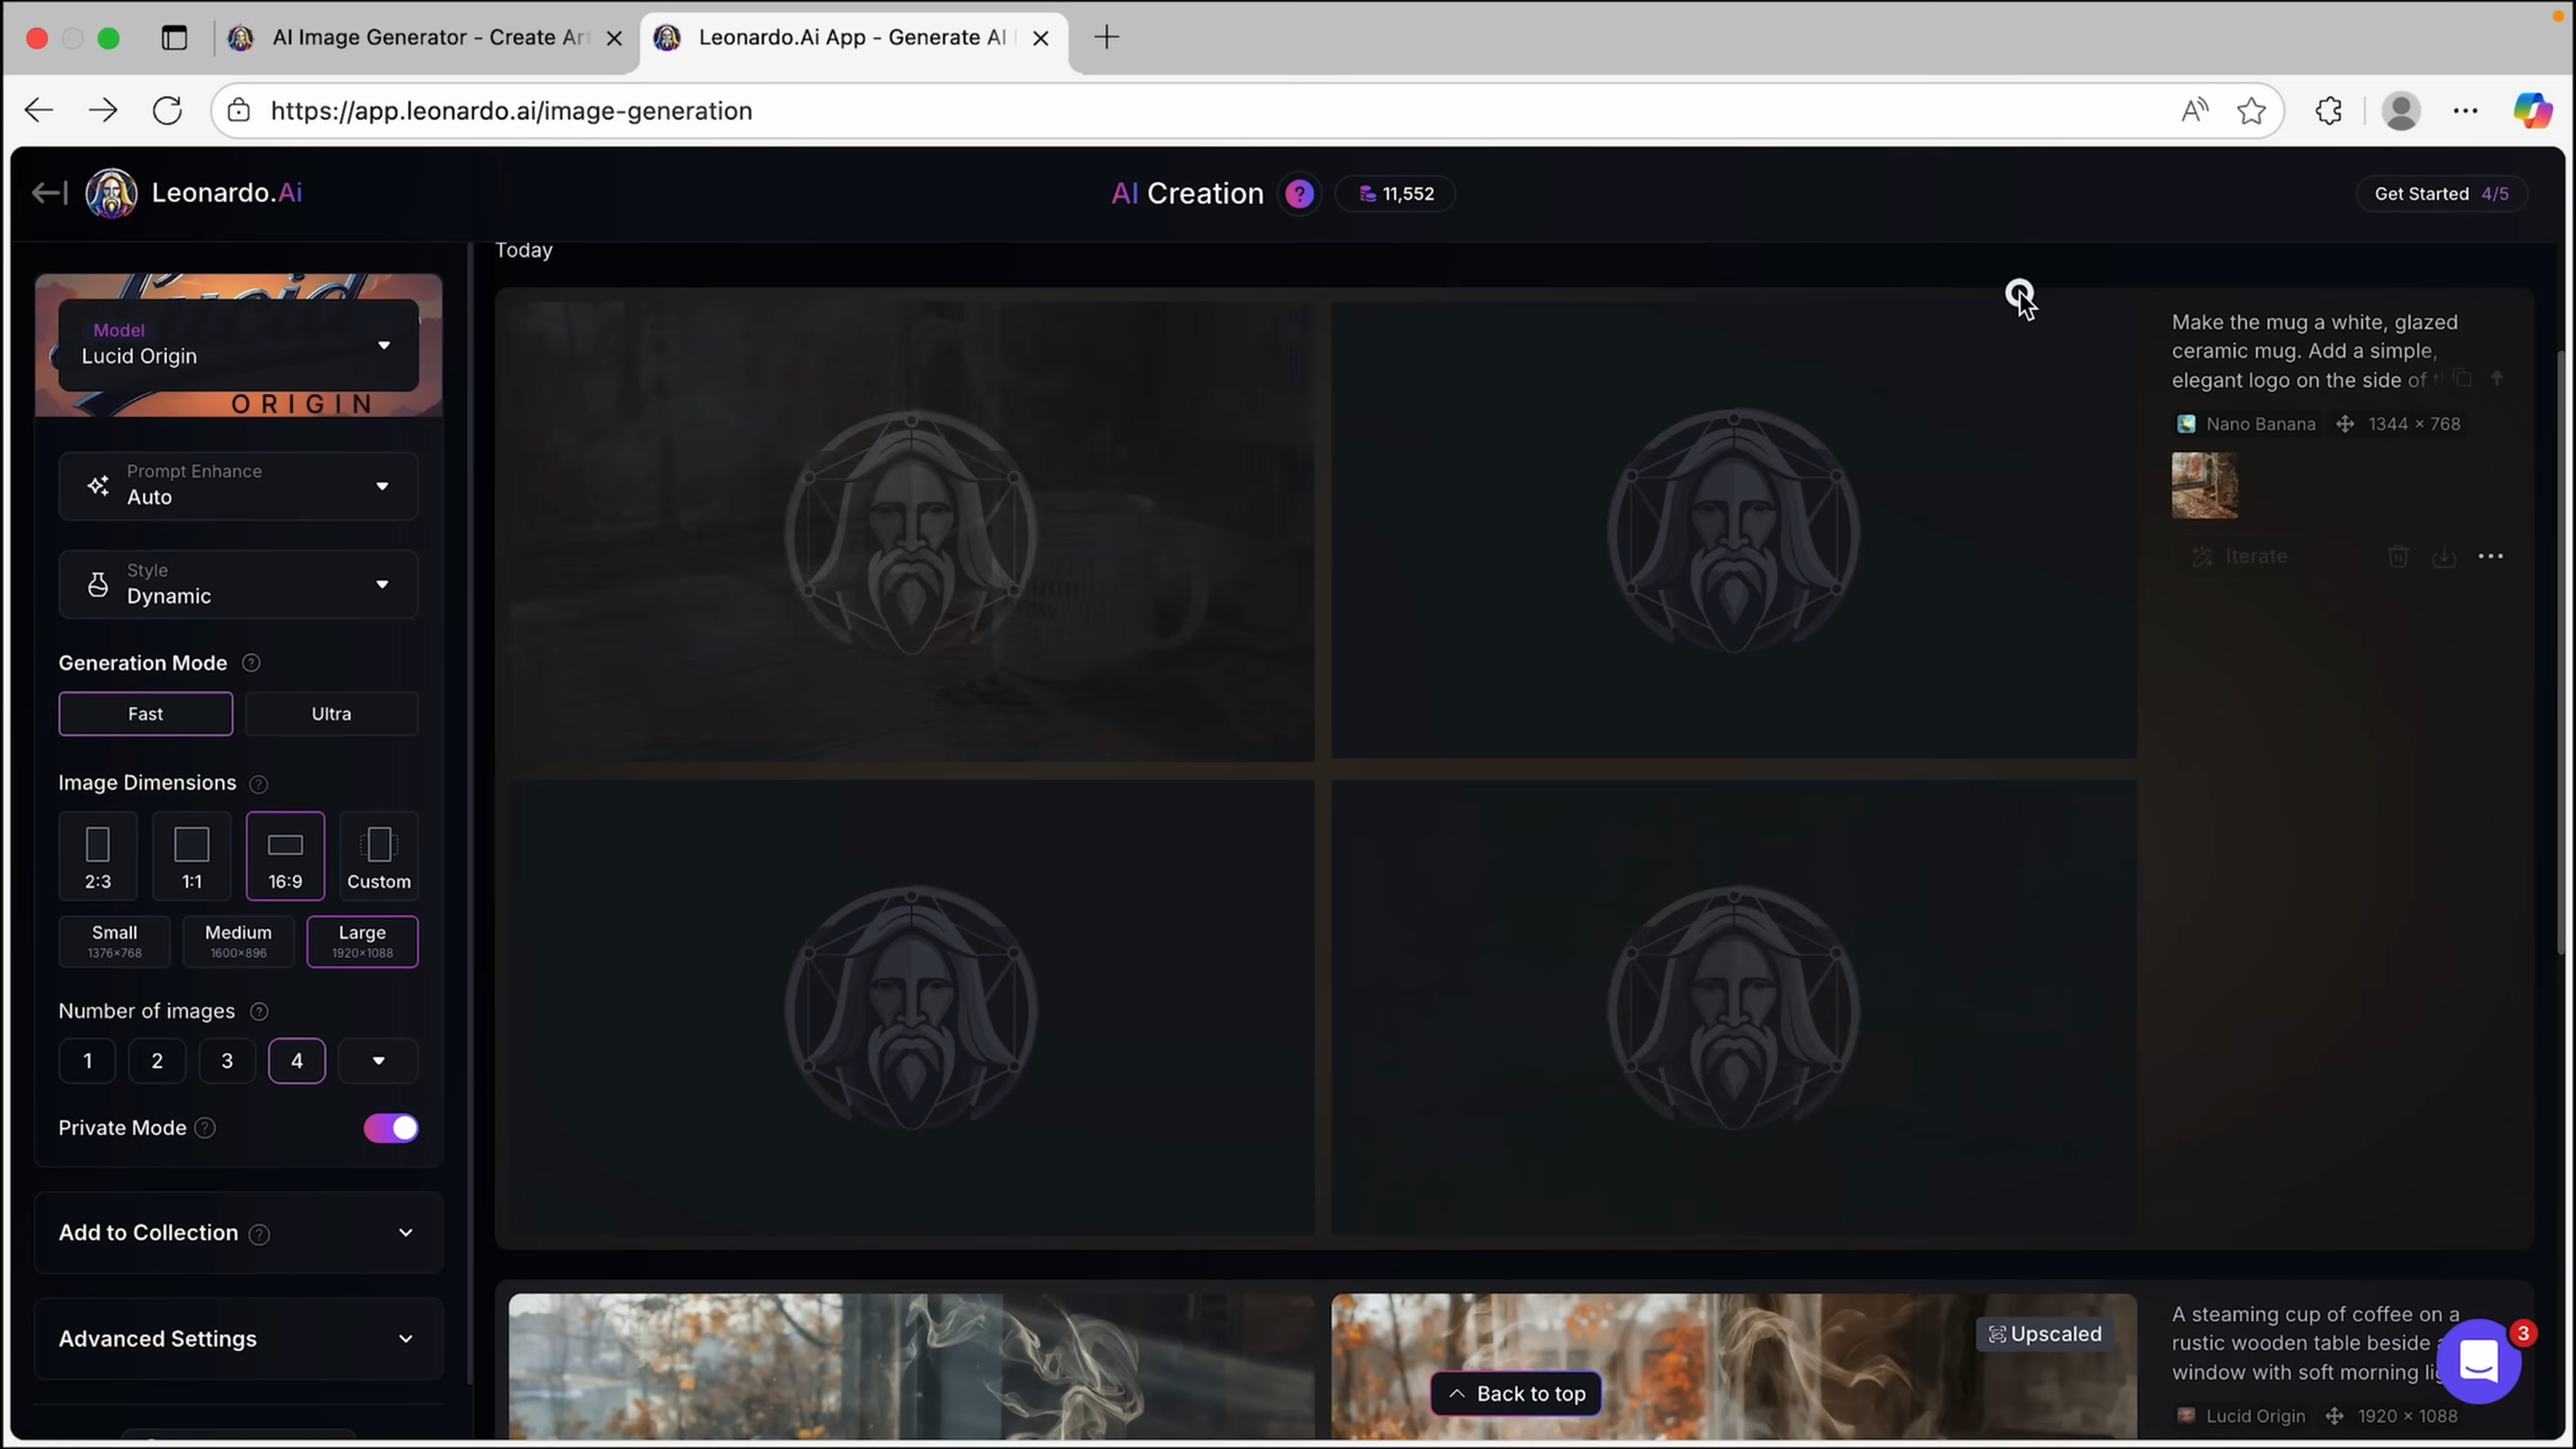 AI Image Generator - Create Art
Leonardo.Ai App - Generate AI
https://app.leonardo.ai/image-generation
Leonardo.Ai
AI Creation ? 11,552
Get Started 4/5
Today
Lucid
Model
Lucid Origin
ORIGIN
Prompt Enhance
Auto
Style
Dynamic
Generation Mode ?
Fast Ultra
Image Dimensions ?
2:3 1:1 16:9 Custom
Small Medium Large
1376×768 1600×896 1920×1088
Number of images ?
1 2 3 4
Private Mode ?
Add to Collection ?
Advanced Settings
Make the mug a white, glazed
ceramic mug. Add a simple,
elegant logo on the side of
Nano Banana 1344 × 768
Iterate
Upscaled
Back to top
A steaming cup of coffee on a
rustic wooden table beside
window with soft morning
Lucid Origin 1920 × 1088
3